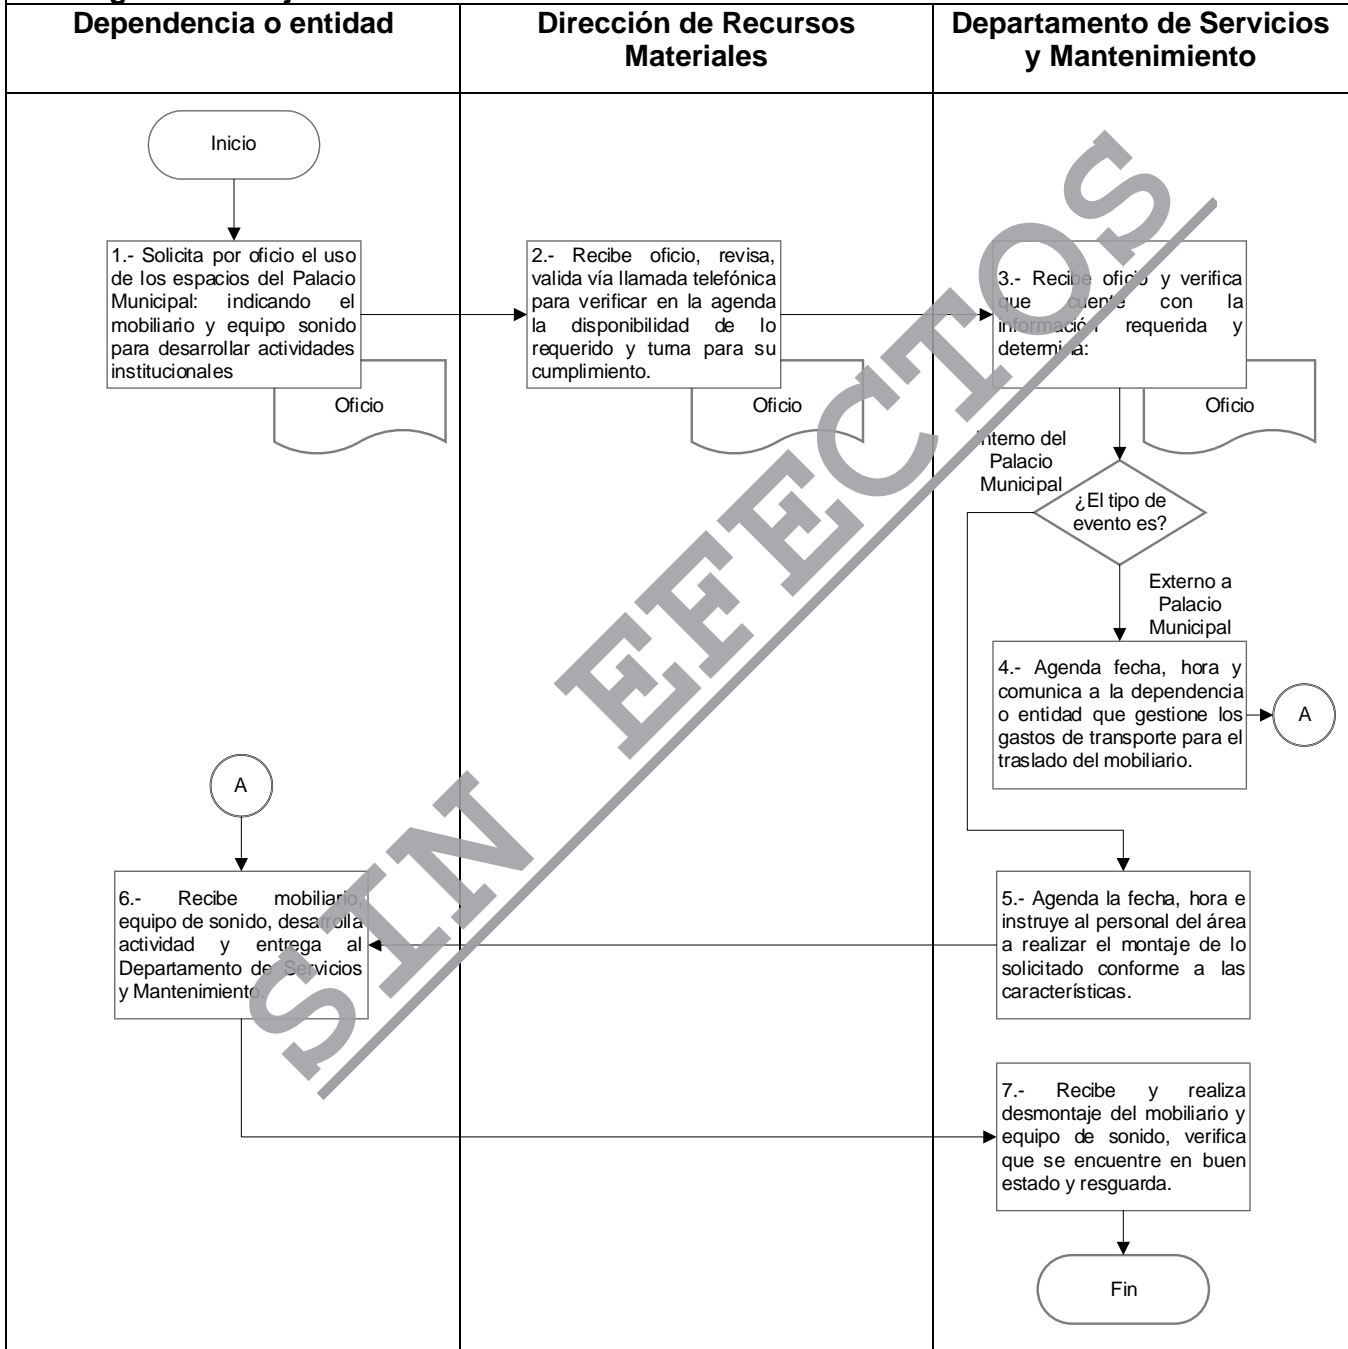 Dependencia o entidad
Dirección de Recursos
Materiales
Departamento de Servicios
y Mantenimiento
Inicio
1.- Solicita por oficio el uso
de los espacios del Palacio
Municipal: indicando el
mobiliario y equipo sonido
para desarrollar actividades
institucionales
Oficio
2.- Recibe oficio, revisa,
valida vía llamada telefónica
para verificar en la agenda
la disponibilidad de lo
requerido y turna para su
cumplimiento.
Oficio
3.- Recibe oficio y verifica
que cuente con la
información requerida y
determina:
Oficio
Interno del
Palacio
Municipal
¿El tipo de
evento es?
Externo a
Palacio
Municipal
4.- Agenda fecha, hora y
comunica a la dependencia
o entidad que gestione los
gastos de transporte para el
traslado del mobiliario.
A
A
6.- Recibe mobiliario,
equipo de sonido, desarrolla
actividad y entrega al
Departamento de Servicios
y Mantenimiento.
5.- Agenda la fecha, hora e
instruye al personal del área
a realizar el montaje de lo
solicitado conforme a las
características.
7.- Recibe y realiza
desmontaje del mobiliario y
equipo de sonido, verifica
que se encuentre en buen
estado y resguarda.
Fin
SIN EFECTOS